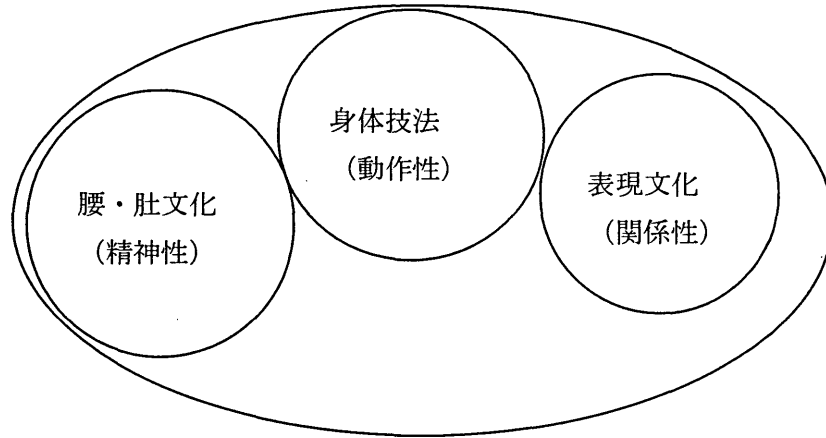 身体技法
（動作性）
腰・肚文化
（精神性）
表現文化
（関係性）